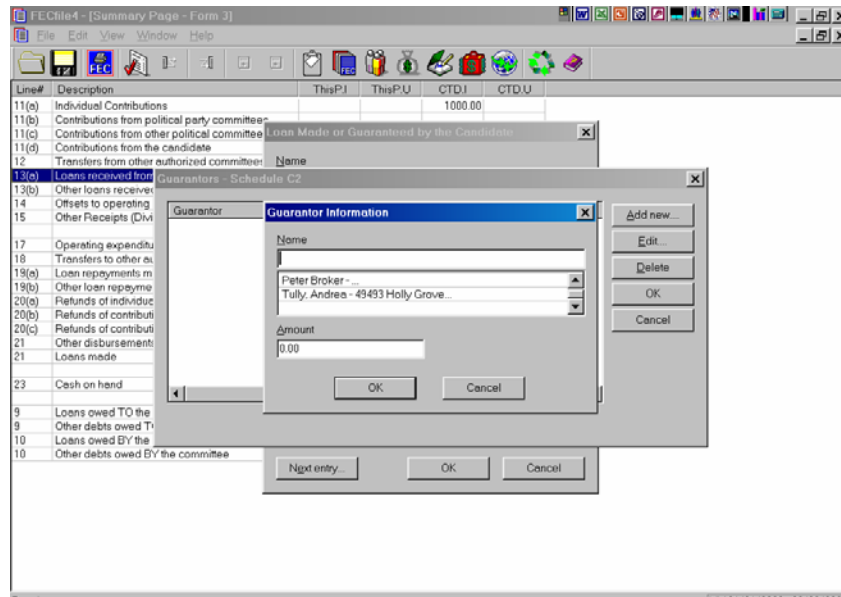 FECfile4 - [Summary Page - Form 3]
File Edit View Window Help
FEC
FEC
Line# Description ThisP.I ThisP.U CTD.I CTD.U
11(a) Individual Contributions 1000.00
11(b) Contributions from political party committees
11(c) Contributions from other political committee
11(d) Contributions from the candidate
12 Transfers from other authorized committees
13(a) Loans received from
13(b) Other loans received
14 Offsets to operating
15 Other Receipts (Divi
17 Operating expenditu
18 Transfers to other au
19(a) Loan repayments m
19(b) Other loan repayme
20(a) Refunds of individua
20(b) Refunds of contributi
20(c) Refunds of contributi
21 Other disbursements
21 Loans made
23 Cash on hand
9 Loans owed TO the
9 Other debts owed T
10 Loans owed BY the
10 Other debts owed BY the committee
Loan Made or Guaranteed by the Candidate
Name
Next entry... OK Cancel
Guarantors - Schedule C2
Guarantor
Add new...
Edit...
Delete
OK
Cancel
Guarantor Information
Name
Peter Broker - ...
Tully, Andrea - 49493 Holly Grove...
Amount
0.00
OK Cancel